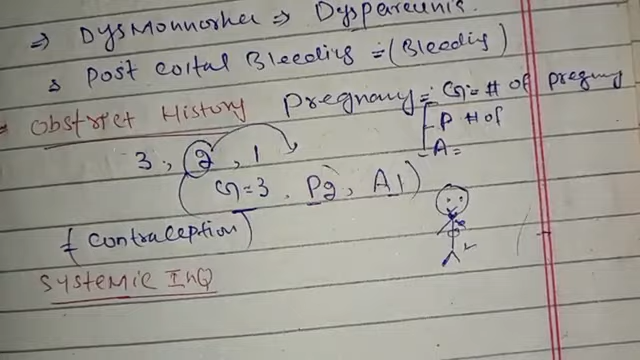 ⇒ Dysmonnorhea ⇒ Dyspareunia.
↳ Post Coital Bleeding ÷ (Bleeding)
Obstrict History Pregnancy = G = # of pregnancy
P # of
A =
3, 2, 1
(G=3, P2, A1)
{ contraception }
Systemic InQ